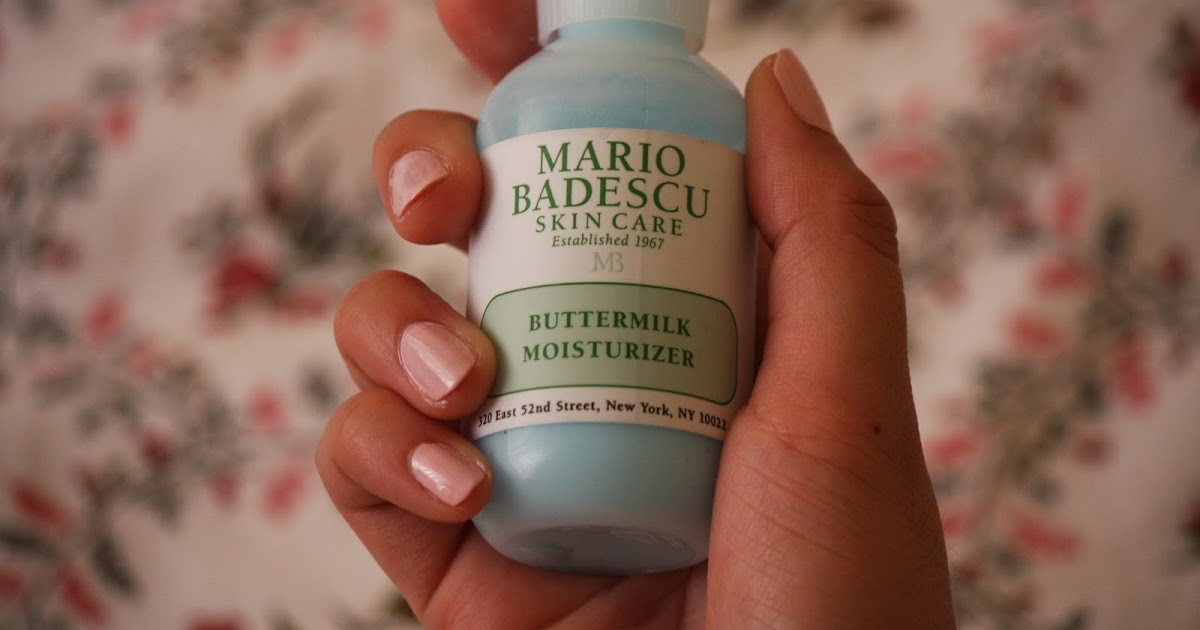 MARIO
BADESCU
SKIN CARE
Established 1967
MB
BUTTERMILK
MOISTURIZER
320 East 52nd Street, New York, NY 10022